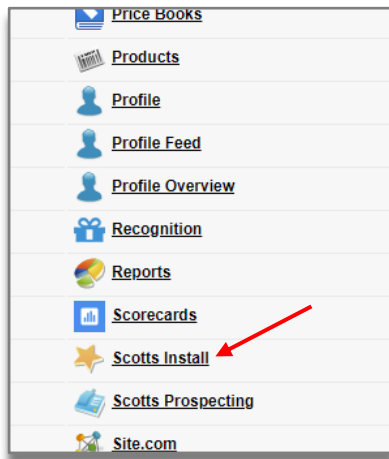 Price Books
Products
Profile
Profile Feed
Profile Overview
Recognition
Reports
Scorecards
Scotts Install
Scotts Prospecting
Site.com